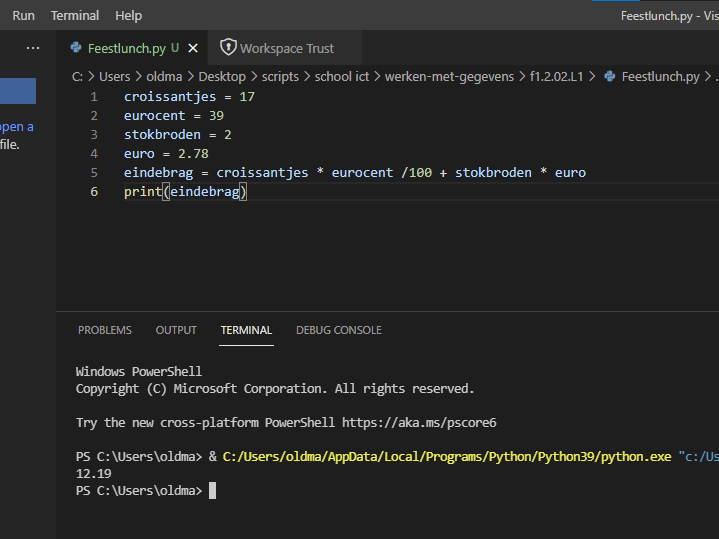 Run Terminal Help Feestlunch.py - Vis
... Feestlunch.py U Workspace Trust
C: > Users > oldma > Desktop > scripts > school ict > werken-met-gegevens > f1.2.02.L1 > Feestlunch.py > .
1 croissantjes = 17
open a 2 eurocent = 39
file. 3 stokbroden = 2
4 euro = 2.78
5 eindebrag = croissantjes * eurocent /100 + stokbroden * euro
6 print(eindebrag)
PROBLEMS OUTPUT TERMINAL DEBUG CONSOLE
Windows PowerShell
Copyright (C) Microsoft Corporation. All rights reserved.
Try the new cross-platform PowerShell https://aka.ms/pscore6
PS C:\Users\oldma> & C:/Users/oldma/AppData/Local/Programs/Python/Python39/python.exe "c:/Us
12.19
PS C:\Users\oldma>